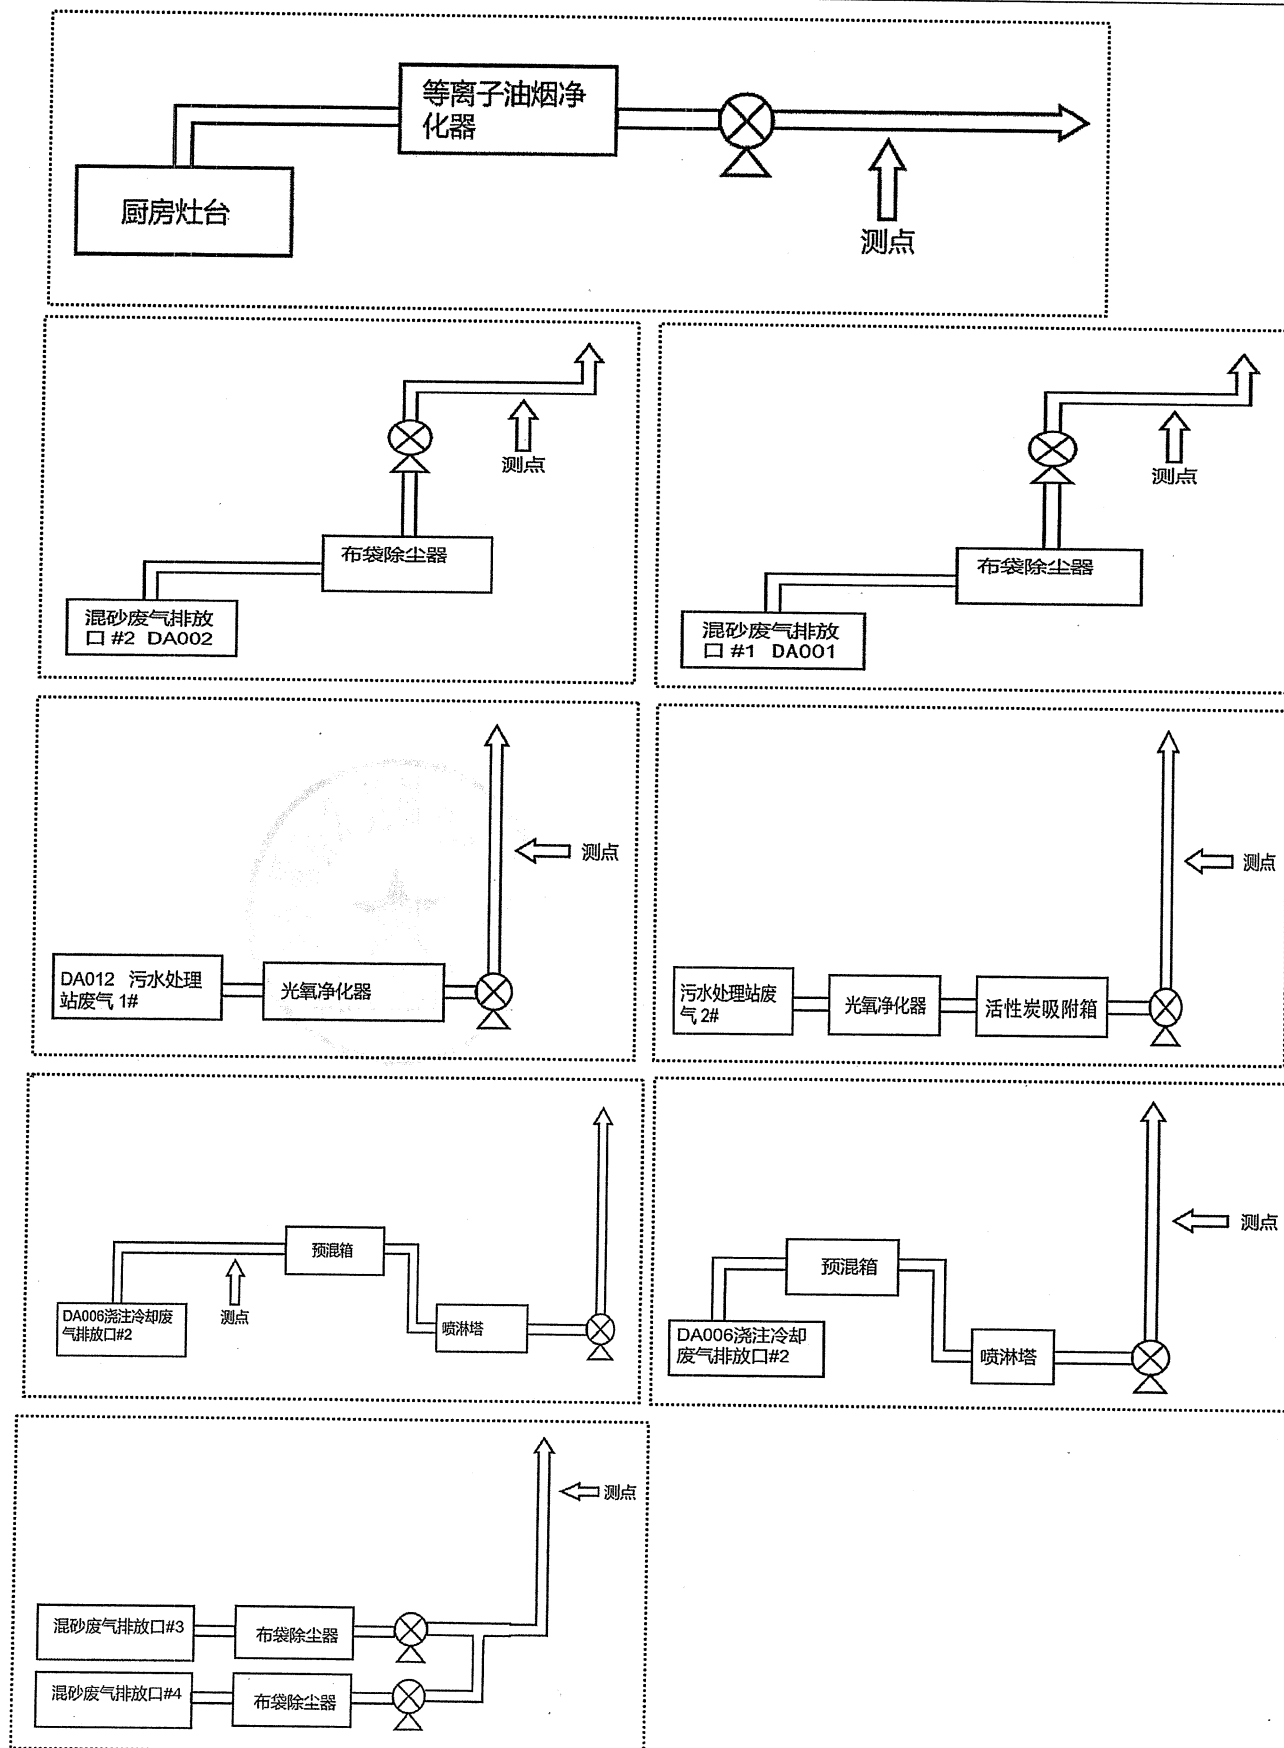 等离子油烟净
化器
厨房灶台
测点
测点
布袋除尘器
混砂废气排放
口 #2 DA002
测点
布袋除尘器
混砂废气排放
口 #1 DA001
测点
DA012 污水处理
站废气 1#
光氧净化器
测点
污水处理站废
气 2#
光氧净化器
活性炭吸附箱
预混箱
DA006浇注冷却废
气排放口#2
测点
喷淋塔
测点
预混箱
DA006浇注冷却
废气排放口#2
喷淋塔
测点
混砂废气排放口#3
布袋除尘器
混砂废气排放口#4
布袋除尘器